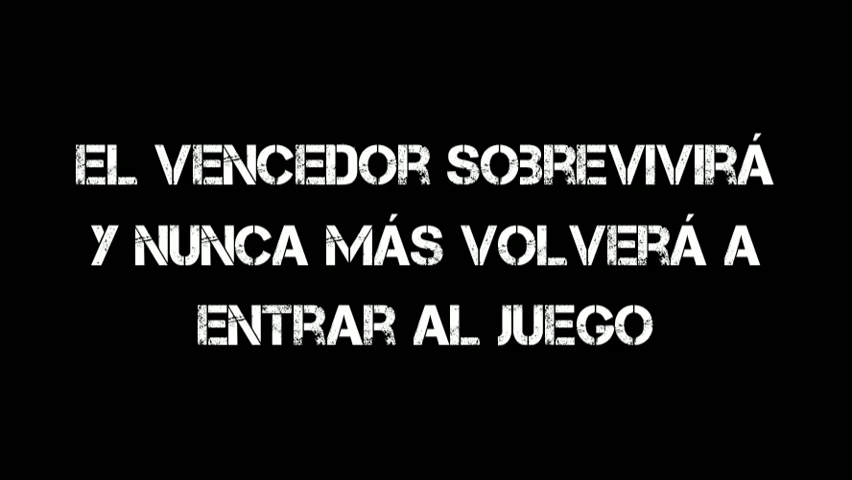 EL VENCEDOR SOBREVIVIRÁ
Y NUNCA MÁS VOLVERÁ A
ENTRAR AL JUEGO